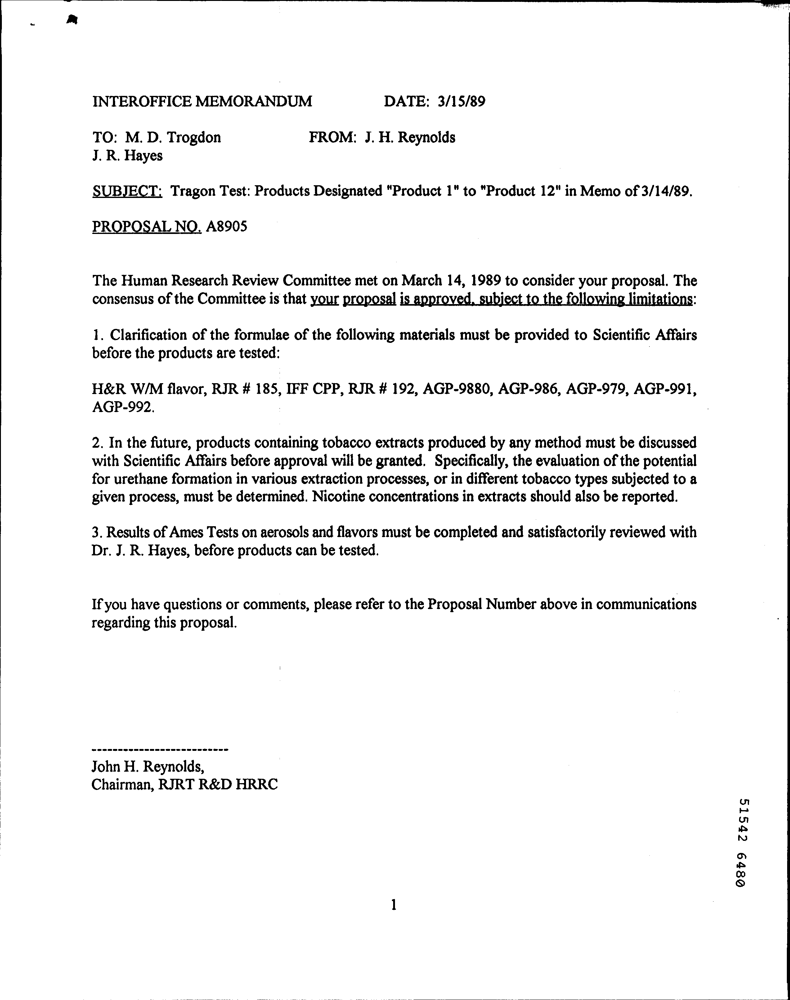 INTEROFFICE MEMORANDUM DATE: 3/15/89
TO: M. D. Trogdon FROM: J. H. Reynolds
J. R. Hayes
SUBJECT: Tragon Test: Products Designated "Product 1" to "Product 12" in Memo of 3/14/89.
PROPOSAL NO. A8905
The Human Research Review Committee met on March 14, 1989 to consider your proposal. The
consensus of the Committee is that your proposal is approved, subject to the following limitations:
1. Clarification of the formulae of the following materials must be provided to Scientific Affairs
before the products are tested:
H&R W/M flavor, RJR # 185, IFF CPP, RJR # 192, AGP-9880, AGP-986, AGP-979, AGP-991,
AGP-992.
2. In the future, products containing tobacco extracts produced by any method must be discussed
with Scientific Affairs before approval will be granted. Specifically, the evaluation of the potential
for urethane formation in various extraction processes, or in different tobacco types subjected to a
given process, must be determined. Nicotine concentrations in extracts should also be reported.
3. Results of Ames Tests on aerosols and flavors must be completed and satisfactorily reviewed with
Dr. J. R. Hayes, before products can be tested.
If you have questions or comments, please refer to the Proposal Number above in communications
regarding this proposal.
--------------------------
John H. Reynolds,
Chairman, RJRT R&D HRRC
51542 6480
1